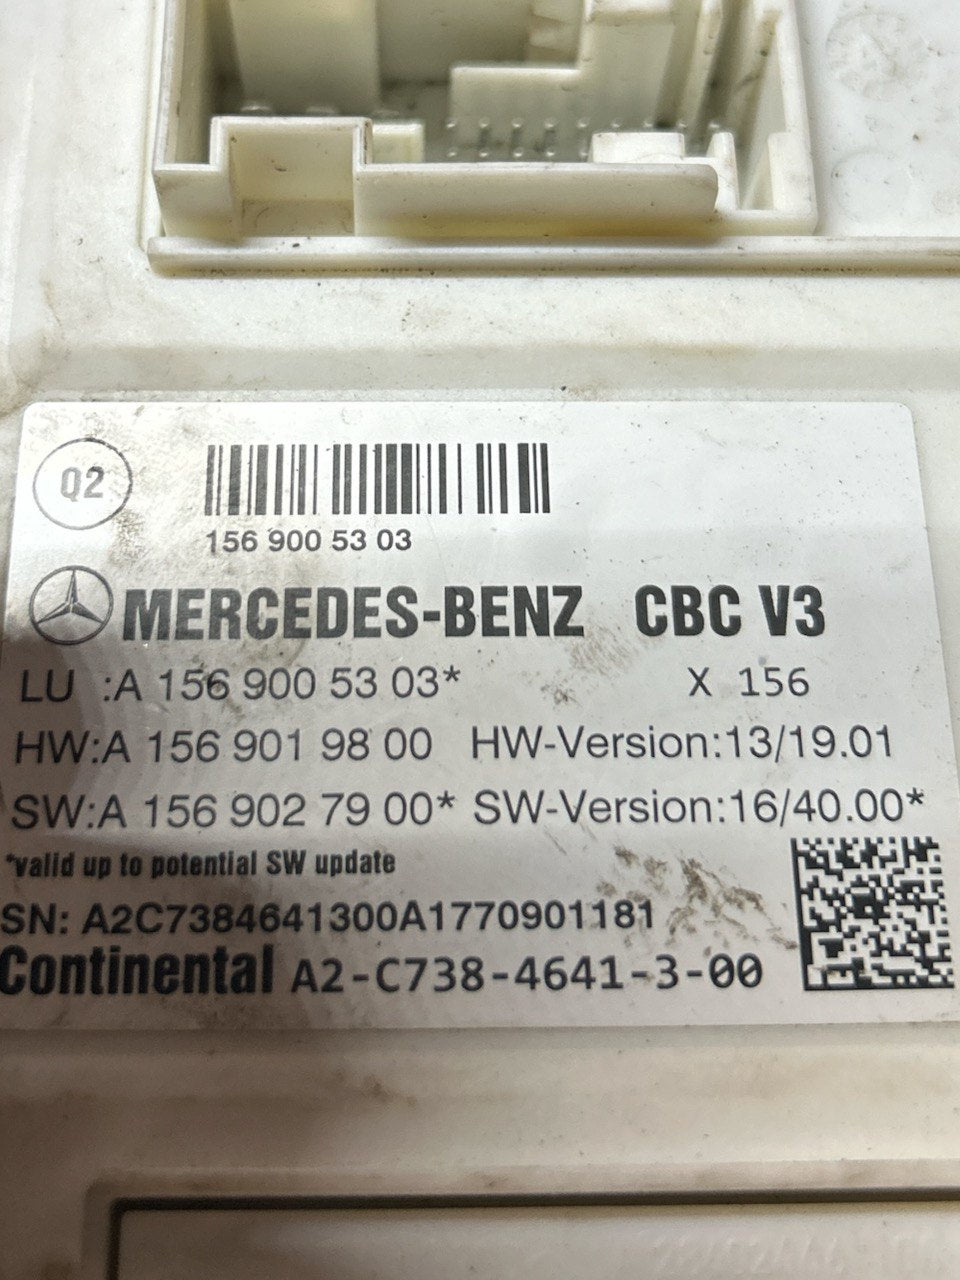 Q2
156 900 53 03
MERCEDES-BENZ CBC V3
LU :A 156 900 53 03* X 156
HW:A 156 901 98 00 HW-Version:13/19.01
SW:A 156 902 79 00* SW-Version:16/40.00*
*valid up to potential SW update
SN: A2C7384641300A1770901181
Continental A2-C738-4641-3-00